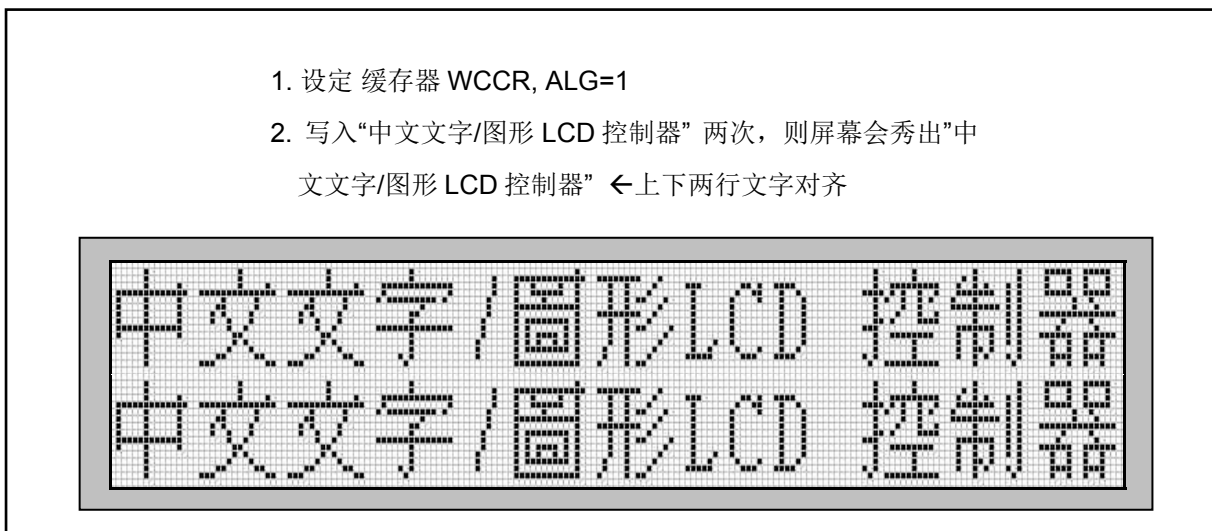 1. 设定 缓存器 WCCR, ALG=1
2. 写入“中文文字/图形 LCD 控制器” 两次，则屏幕会秀出”中
文文字/图形 LCD 控制器” ←上下两行文字对齐
中文文字/圖形LCD 控制器
中文文字/圖形LCD 控制器